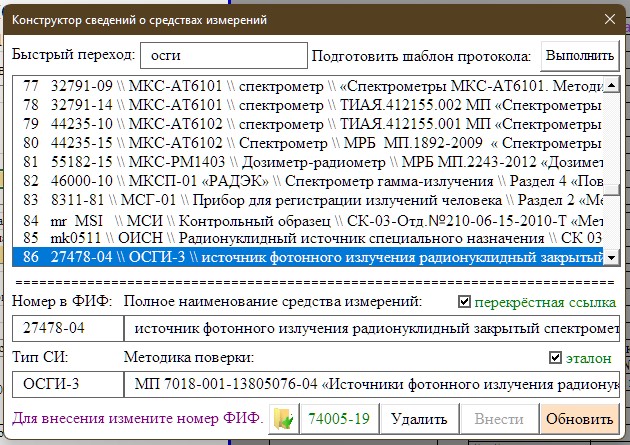 Конструктор сведений о средствах измерений
Быстрый переход: осги Подготовить шаблон протокола: Выполнить
77 32791-09 \\ МКС-АТ6101 \\ спектрометр \\ «Спектрометры МКС-АТ6101. Методи
78 32791-14 \\ МКС-АТ6101 \\ спектрометр \\ ТИАЯ.412155.002 МП «Спектрометры
79 44235-10 \\ МКС-АТ6102 \\ спектрометр \\ ТИАЯ.412155.001 МП «Спектрометры
80 44235-15 \\ МКС-АТ6102 \\ Спектрометр \\ МРБ МП.1892-2009 « Спектрометры
81 55182-15 \\ МКС-РМ1403 \\ Дозиметр-радиометр \\ МРБ МП.2243-2012 «Дозимет
82 46000-10 \\ МКСП-01 «РАДЭК» \\ Спектрометр гамма-излучения \\ Раздел 4 «Пов
83 8311-81 \\ МСГ-01 \\ Прибор для регистрации излучений человека \\ Раздел 2 «Ме
84 mr_MSI \\ МСИ \\ Контрольный образец \\ СК-03-Отд.№210-06-15-2010-Т «Мет
85 mk0511 \\ ОИСН \\ Радионуклидный источник специального назначения \\ СК 03
86 27478-04 \\ ОСГИ-3 \\ источник фотонного излучения радионуклидный закрытый
Номер в ФИФ: Полное наименование средства измерений: перекрёстная ссылка
27478-04 источник фотонного излучения радионуклидный закрытый спектромет
Тип СИ: Методика поверки: эталон
ОСГИ-3 МП 7018-001-13805076-04 «Источники фотонного излучения радионук
Для внесения измените номер ФИФ. 74005-19 Удалить Внести Обновить